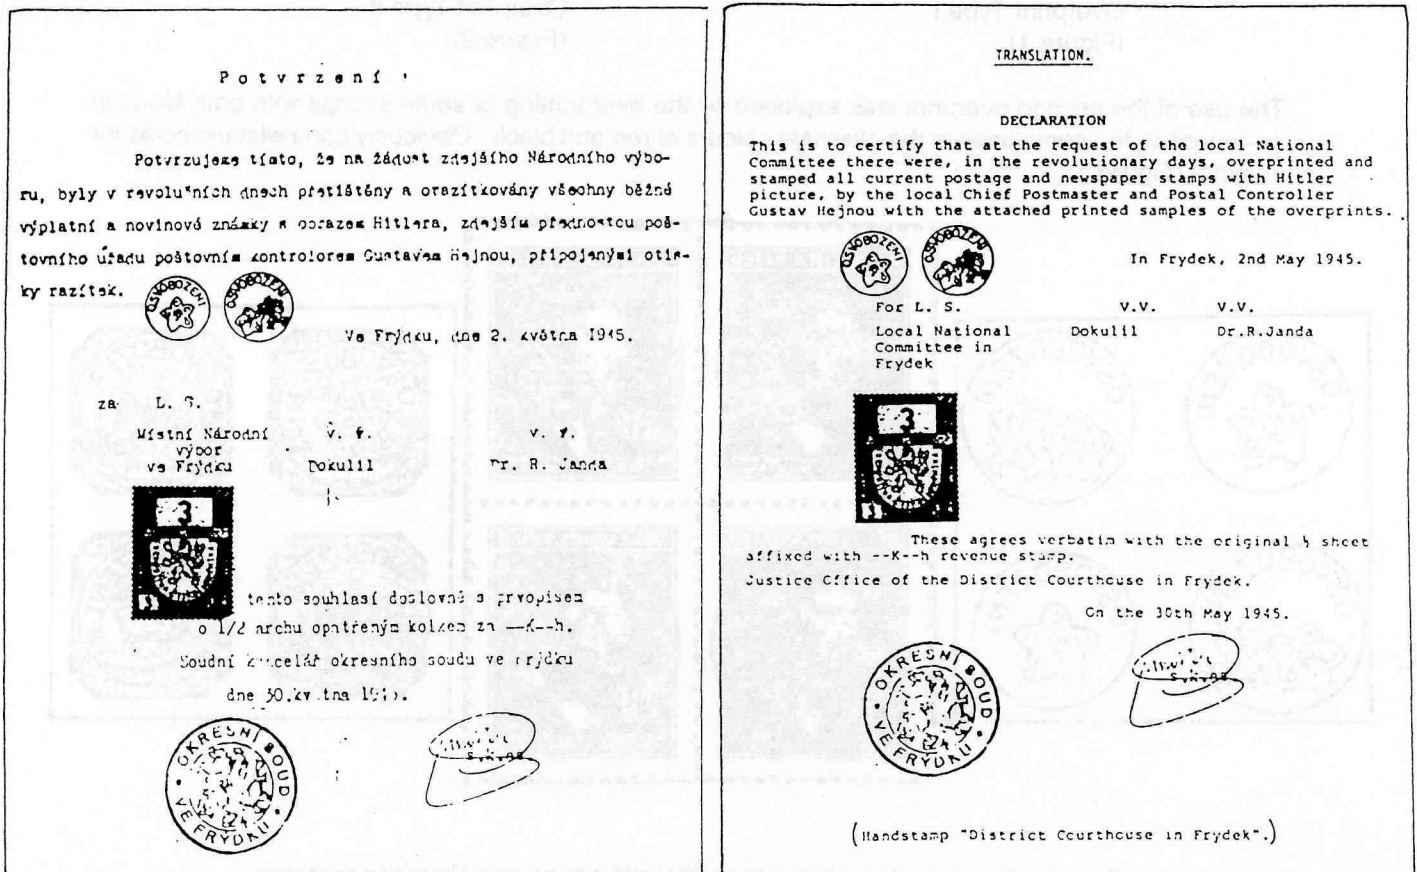 Potvrzení
Potvrzujeme tímto, že na žádost zdejšího Národního výbo-
ru, byly v revolučních dnech přetištěny a orazítkovány všechny běžné
výplatní a novinové známky s obrazem Hitlera, zdejším přednostou poš-
tovního úřadu poštovním kontrolorem Gustavem Hejnou, připojenými otis-
ky razítek.
OSVOBOZENI
OSVOBOZENI
Ve Frýdku, dne 2. května 1945.
za L. S.
Místní Národní výbor ve Frýdku
v. r.
Dokulil
v. r.
Dr. R. Janda
3
tento souhlasí doslovně s prvopisem
o 1/2 archu opatřeným kolkem za --K--h.
Soudní kancelář okresního soudu ve Frýdku
dne 30.května 1945.
OKRESNÍ SOUD VE FRÝDKU
TRANSLATION.
DECLARATION
This is to certify that at the request of the local National
Committee there were, in the revolutionary days, overprinted and
stamped all current postage and newspaper stamps with Hitler
picture, by the local Chief Postmaster and Postal Controller
Gustav Hejnou with the attached printed samples of the overprints.
OSVOBOZENI
OSVOBOZENI
In Frydek, 2nd May 1945.
For L. S.
Local National
Committee in
Frydek
V.V.
Dokulil
V.V.
Dr.R.Janda
3
These agrees verbatim with the original ½ sheet
affixed with --K--h revenue stamp.
Justice Office of the District Courthouse in Frydek.
On the 30th May 1945.
OKRESNÍ SOUD VE FRÝDKU
(Handstamp "District Courthouse in Frydek".)